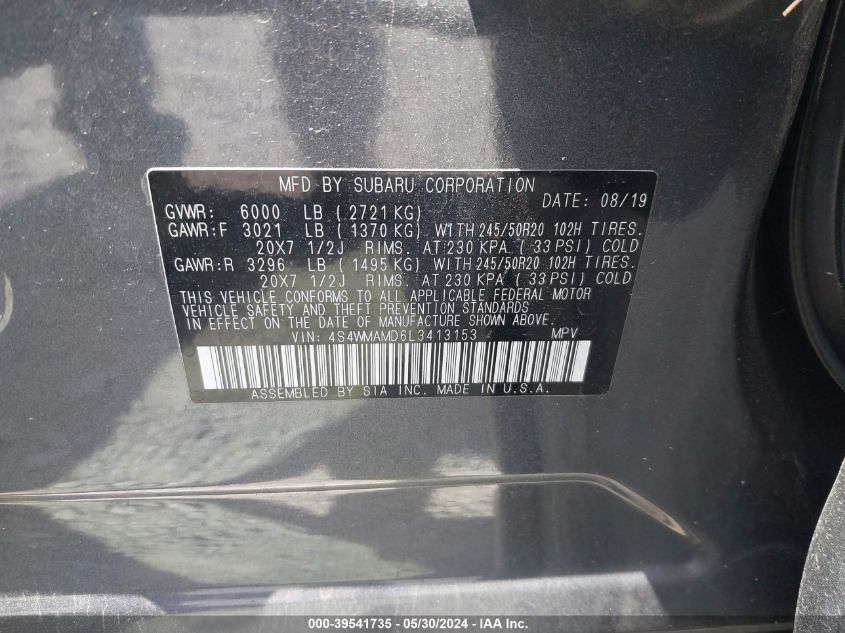 MFD BY SUBARU CORPORATION
DATE: 08/19
GVWR: 6000 LB (2721 KG)
GAWR:F 3021 LB (1370 KG) WITH 245/50R20 102H TIRES.
20X7 1/2J RIMS. AT 230 KPA (33 PSI) COLD
GAWR:R 3296 LB (1495 KG) WITH 245/50R20 102H TIRES.
20X7 1/2J RIMS. AT 230 KPA (33 PSI) COLD
THIS VEHICLE CONFORMS TO ALL APPLICABLE FEDERAL MOTOR
VEHICLE SAFETY AND THEFT PREVENTION STANDARDS
IN EFFECT ON THE DATE OF MANUFACTURE SHOWN ABOVE.
VIN: 4S4WMAMD6L3413153 MPV
ASSEMBLED BY SIA INC. MADE IN U.S.A.
000-39541735 - 05/30/2024 - IAA Inc.